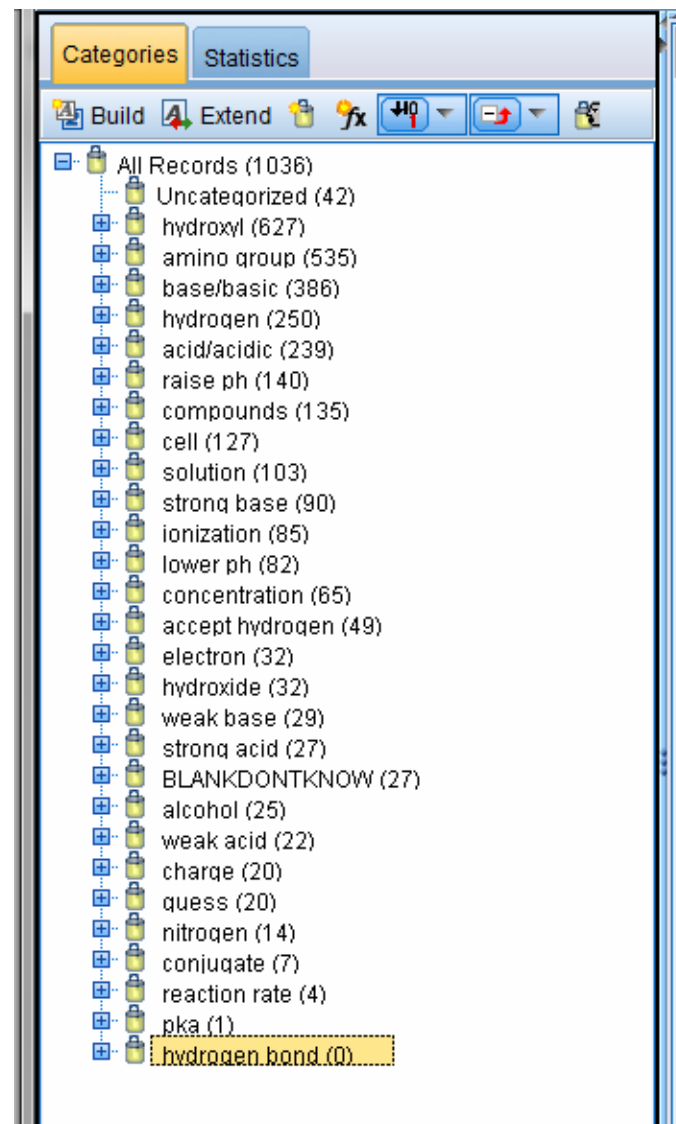 Categories Statistics
Build Extend fx
All Records (1036)
Uncategorized (42)
hydroxyl (627)
amino group (535)
base/basic (386)
hydrogen (250)
acid/acidic (239)
raise ph (140)
compounds (135)
cell (127)
solution (103)
strong base (90)
ionization (85)
lower ph (82)
concentration (65)
accept hydrogen (49)
electron (32)
hydroxide (32)
weak base (29)
strong acid (27)
BLANKDONTKNOW (27)
alcohol (25)
weak acid (22)
charge (20)
guess (20)
nitrogen (14)
conjugate (7)
reaction rate (4)
pka (1)
hydrogen bond (0)